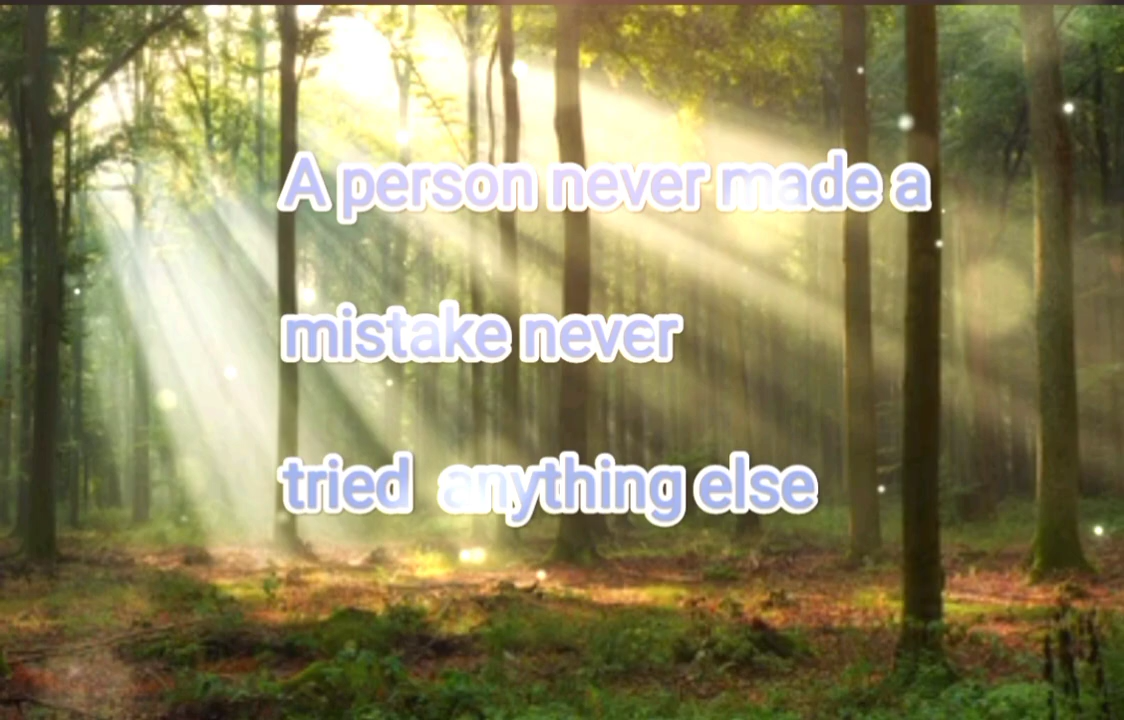 A person never made a
mistake never
tried anything else